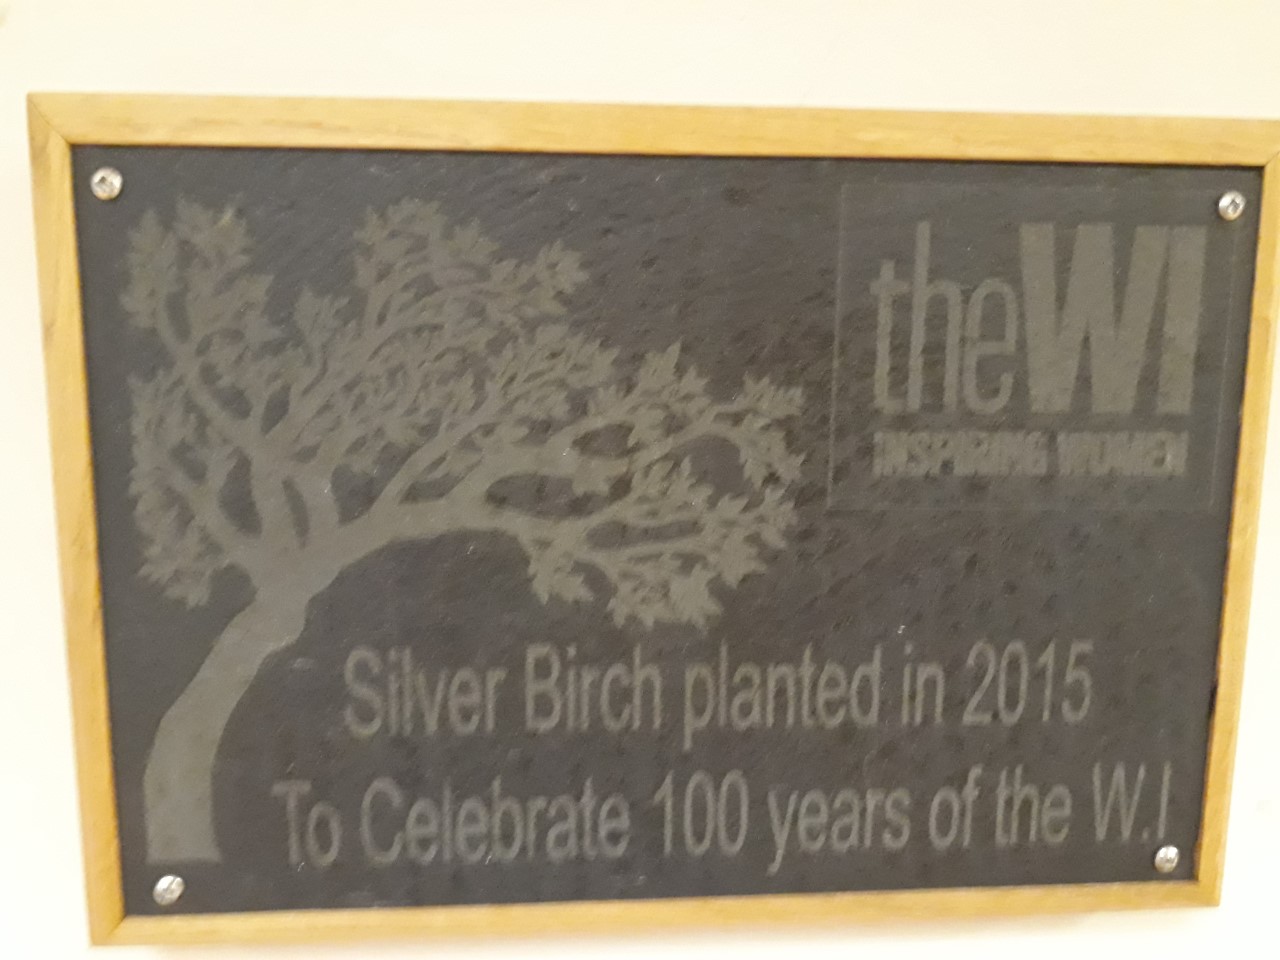 theWI
INSPIRING WOMEN
Silver Birch planted in 2015
To Celebrate 100 years of the W.I